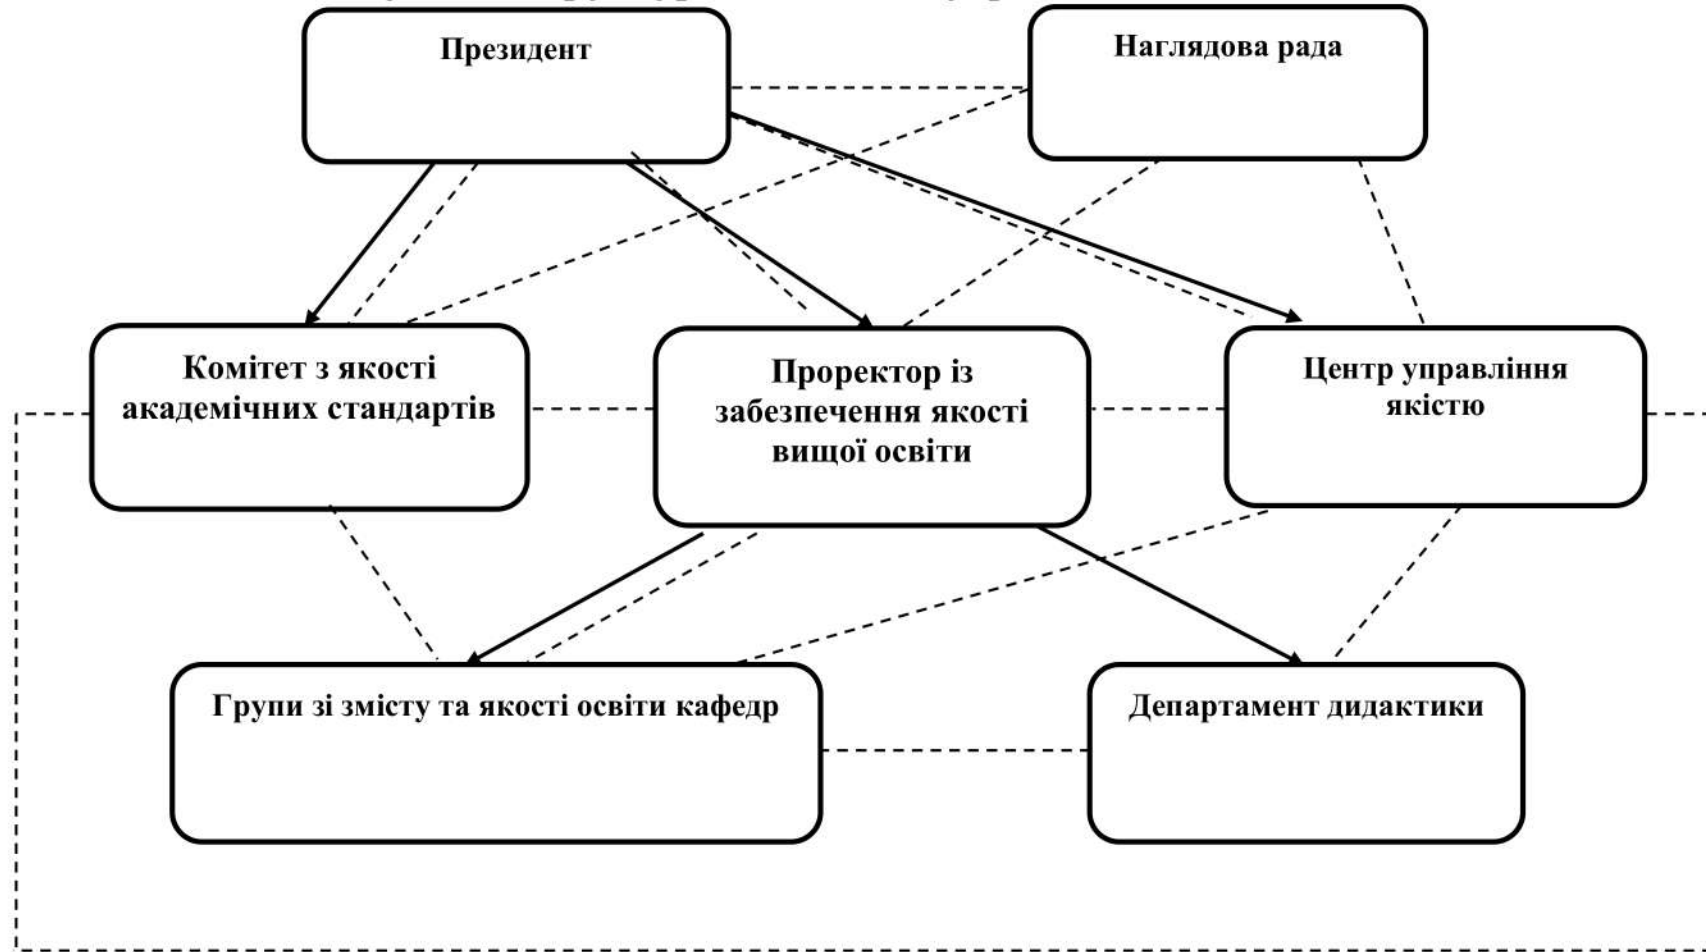 Президент
Наглядова рада
Комітет з якості
академічних стандартів
Проректор із
забезпечення якості
вищої освіти
Центр управління
якістю
Групи зі змісту та якості освіти кафедр
Департамент дидактики